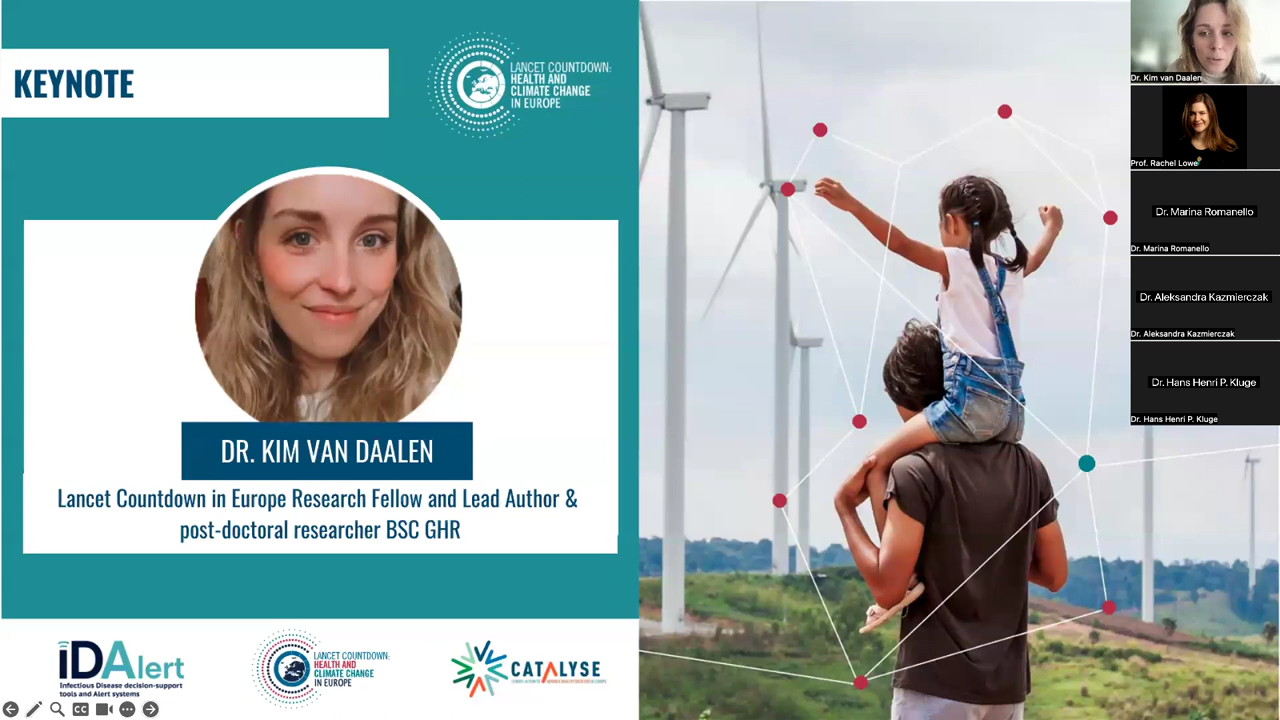 KEYNOTE
LANCET COUNTDOWN:
HEALTH AND
CLIMATE CHANGE
IN EUROPE
DR. KIM VAN DAALEN
Lancet Countdown in Europe Research Fellow and Lead Author &
post-doctoral researcher BSC GHR
iDAlert
Infectious Disease decision-support
tools and Alert systems
LANCET COUNTDOWN:
HEALTH AND
CLIMATE CHANGE
IN EUROPE
CATALYSE
CC
Dr. Kim van Daalen
Prof. Rachel Lowe
Dr. Marina Romanello
Dr. Marina Romanello
Dr. Aleksandra Kazmierczak
Dr. Aleksandra Kazmierczak
Dr. Hans Henri P. Kluge
Dr. Hans Henri P. Kluge